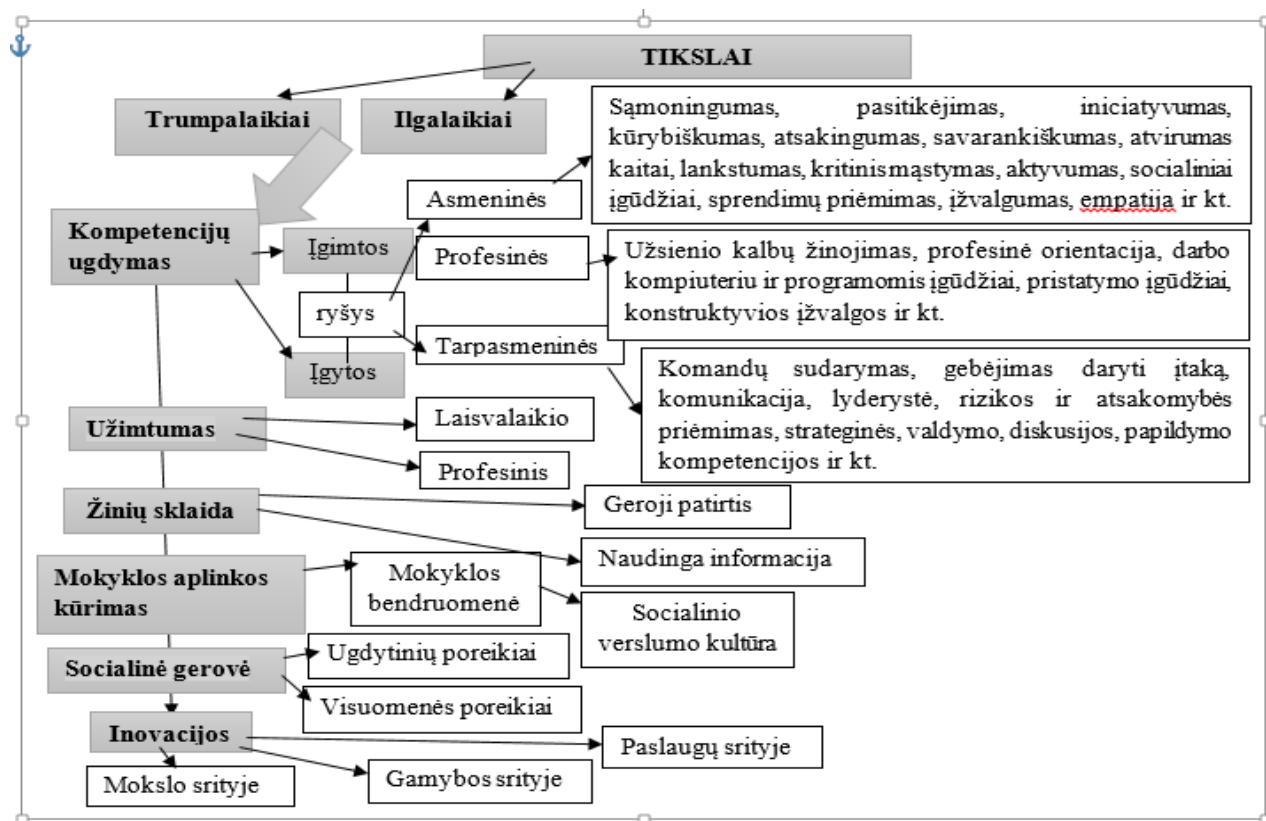 TIKSLAI
Trumpalaikiai
Ilgalaikiai
Sąmoningumas, pasitikėjimas, iniciatyvumas,
kūrybiškumas, atsakingumas, savarankiškumas, atvirumas
kaitai, lankstumas, kritinis mąstymas, aktyvumas, socialiniai
įgūdžiai, sprendimų priėmimas, įžvalgumas, empatija ir kt.
Asmeninės
Kompetencijų
ugdymas
Įgimtos
Profesinės
Užsienio kalbų žinojimas, profesinė orientacija, darbo
kompiuteriu ir programomis įgūdžiai, pristatymo įgūdžiai,
konstruktyvios įžvalgos ir kt.
ryšys
Tarpasmeninės
Įgytos
Komandų sudarymas, gebėjimas daryti įtaką,
komunikacija, lyderystė, rizikos ir atsakomybės
priėmimas, strateginės, valdymo, diskusijos, papildymo
kompetencijos ir kt.
Užimtumas
Laisvalaikio
Profesinis
Žinių sklaida
Geroji patirtis
Naudinga informacija
Mokyklos aplinkos
kūrimas
Mokyklos
bendruomenė
Socialinio
verslumo kultūra
Socialinė gerovė
Ugdytinių poreikiai
Visuomenės poreikiai
Inovacijos
Paslaugų srityje
Gamybos srityje
Mokslo srityje